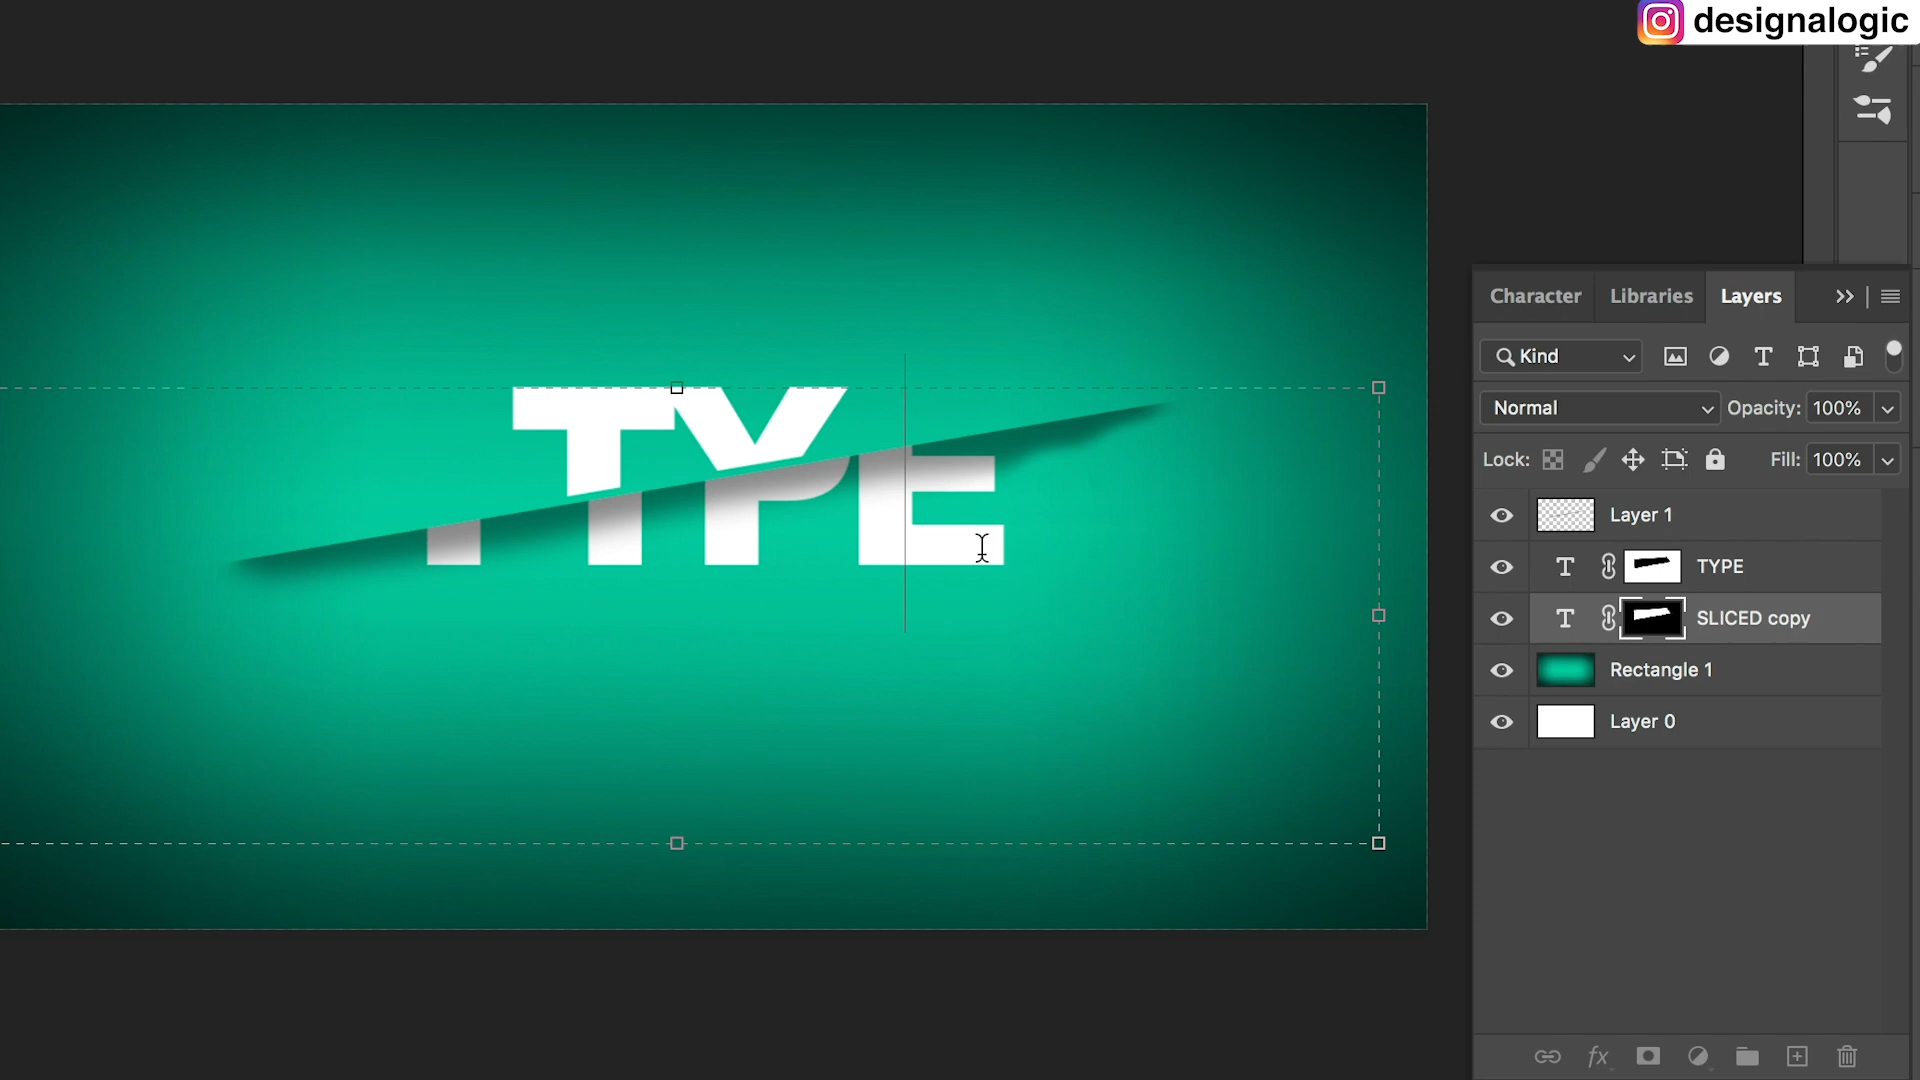 designalogic
Character Libraries Layers
Kind
Normal Opacity: 100%
Lock: Fill: 100%
Layer 1
TYPE
SLICED copy
Rectangle 1
Layer 0
TYPE
fx